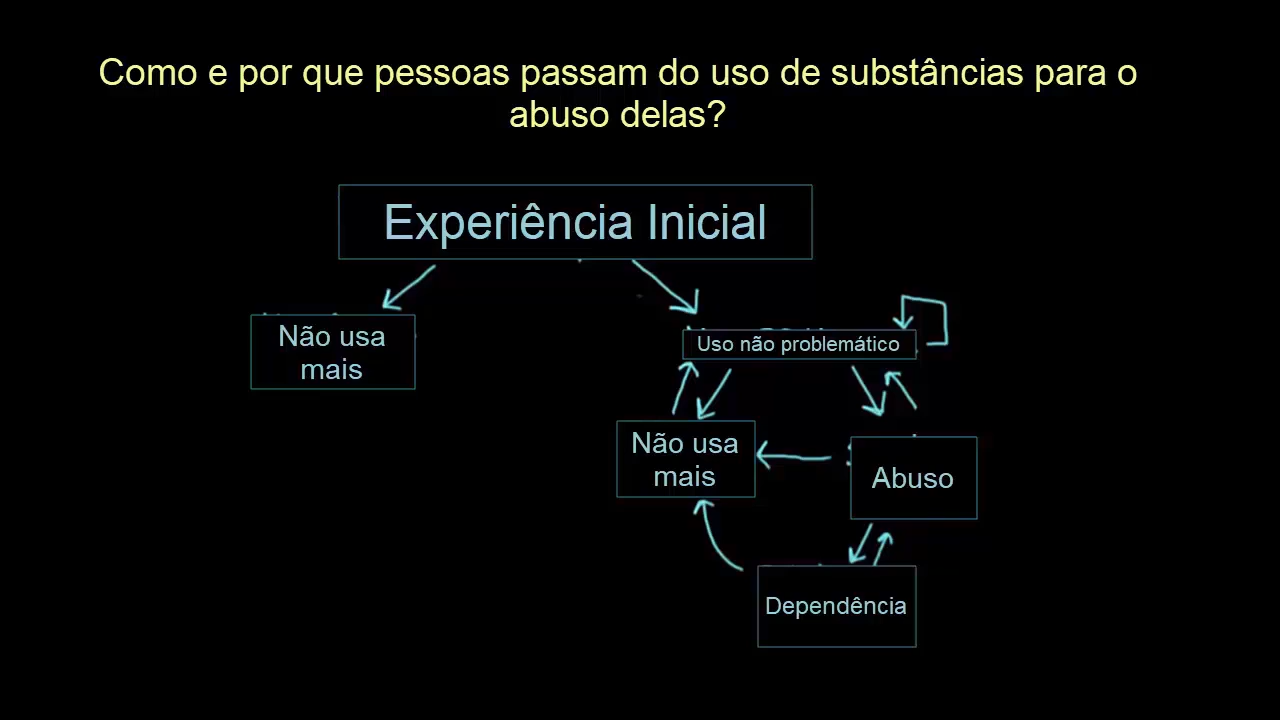 Como e por que pessoas passam do uso de substâncias para o
abuso delas?
Experiência Inicial
Não usa
mais
Uso não problemático
Não usa
mais
Abuso
Dependência